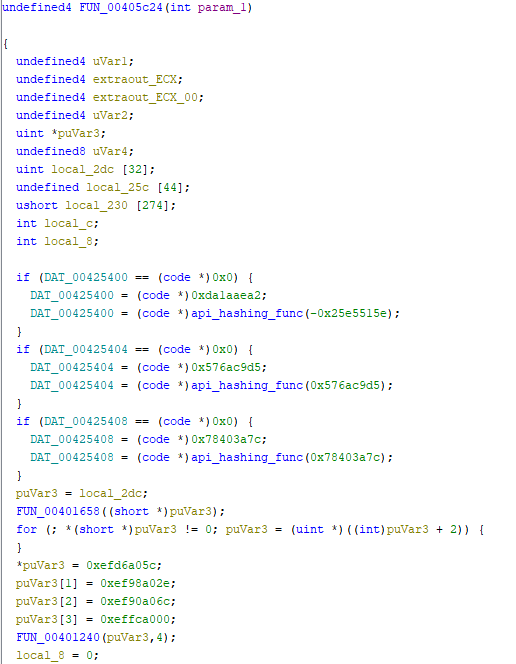 undefined4 FUN_00405c24(int param_1)
{
undefined4 uVar1;
undefined4 extraout_ECX;
undefined4 extraout_ECX_00;
undefined4 uVar2;
uint *puVar3;
undefined8 uVar4;
uint local_2dc [32];
undefined local_25c [44];
ushort local_230 [274];
int local_c;
int local_8;
if (DAT_00425400 == (code *)0x0) {
DAT_00425400 = (code *)0xda1aaea2;
DAT_00425400 = (code *)api_hashing_func(-0x25e5515e);
}
if (DAT_00425404 == (code *)0x0) {
DAT_00425404 = (code *)0x576ac9d5;
DAT_00425404 = (code *)api_hashing_func(0x576ac9d5);
}
if (DAT_00425408 == (code *)0x0) {
DAT_00425408 = (code *)0x78403a7c;
DAT_00425408 = (code *)api_hashing_func(0x78403a7c);
}
puVar3 = local_2dc;
FUN_00401658((short *)puVar3);
for (; *(short *)puVar3 != 0; puVar3 = (uint *)((int)puVar3 + 2)) {
}
*puVar3 = 0xefd6a05c;
puVar3[1] = 0xef98a02e;
puVar3[2] = 0xef90a06c;
puVar3[3] = 0xeffca000;
FUN_00401240(puVar3,4);
local_8 = 0;